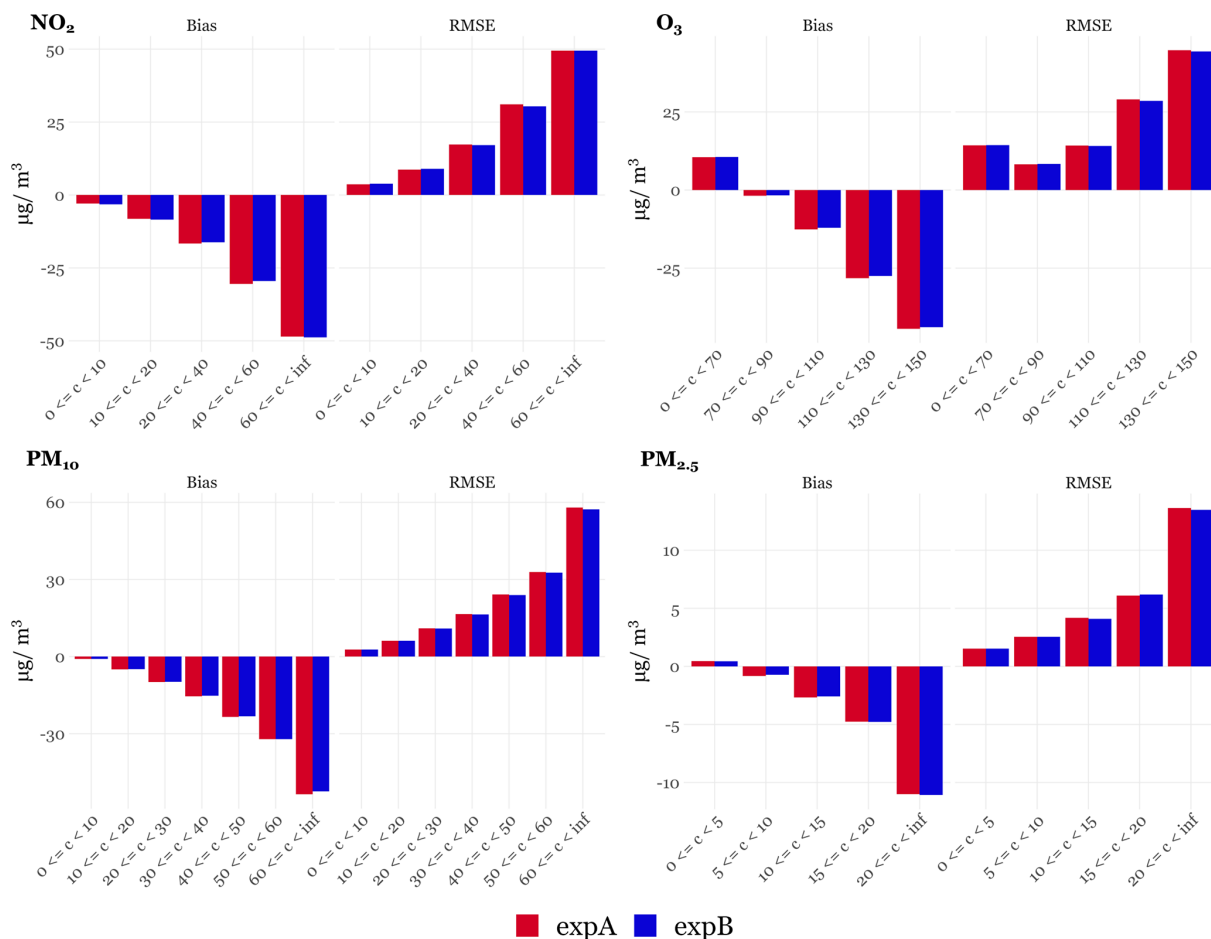 NO₂
Bias
RMSE
µg/ m³
50
25
0
-25
-50
0 <= c < 10
10 <= c < 20
20 <= c < 40
40 <= c < 60
60 <= c < inf
0 <= c < 10
10 <= c < 20
20 <= c < 40
40 <= c < 60
60 <= c < inf
O₃
Bias
RMSE
µg/ m³
25
0
-25
0 <= c < 70
70 <= c < 90
90 <= c < 110
110 <= c < 130
130 <= c < 150
0 <= c < 70
70 <= c < 90
90 <= c < 110
110 <= c < 130
130 <= c < 150
PM₁₀
Bias
RMSE
µg/ m³
60
30
0
-30
0 <= c < 10
10 <= c < 20
20 <= c < 30
30 <= c < 40
40 <= c < 50
50 <= c < 60
60 <= c < inf
0 <= c < 10
10 <= c < 20
20 <= c < 30
30 <= c < 40
40 <= c < 50
50 <= c < 60
60 <= c < inf
PM₂.₅
Bias
RMSE
µg/ m³
10
5
0
-5
-10
0 <= c < 5
5 <= c < 10
10 <= c < 15
15 <= c < 20
20 <= c < inf
0 <= c < 5
5 <= c < 10
10 <= c < 15
15 <= c < 20
20 <= c < inf
expA expB